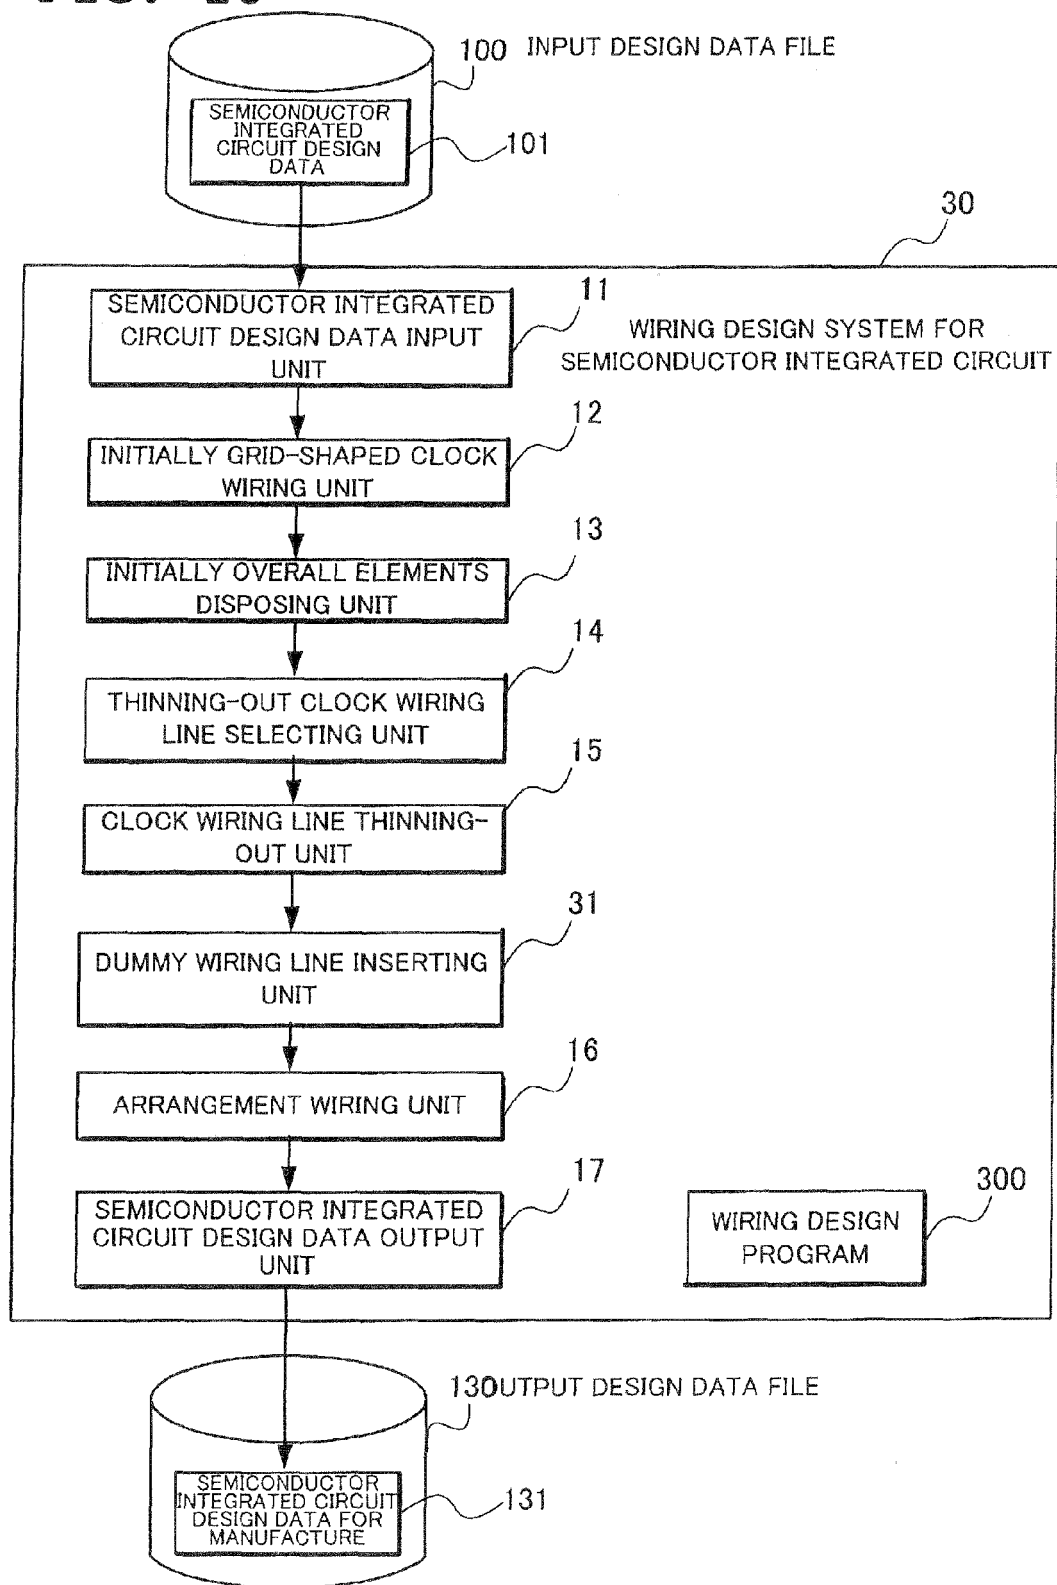 100 INPUT DESIGN DATA FILE
SEMICONDUCTOR
INTEGRATED
CIRCUIT DESIGN
DATA
101
30
WIRING DESIGN SYSTEM FOR
SEMICONDUCTOR INTEGRATED CIRCUIT
SEMICONDUCTOR INTEGRATED
CIRCUIT DESIGN DATA INPUT
UNIT
11
INITIALLY GRID-SHAPED CLOCK
WIRING UNIT
12
INITIALLY OVERALL ELEMENTS
DISPOSING UNIT
13
THINNING-OUT CLOCK WIRING
LINE SELECTING UNIT
14
CLOCK WIRING LINE THINNING-
OUT UNIT
15
DUMMY WIRING LINE INSERTING
UNIT
31
ARRANGEMENT WIRING UNIT
16
SEMICONDUCTOR INTEGRATED
CIRCUIT DESIGN DATA OUTPUT
UNIT
17
WIRING DESIGN
PROGRAM
300
130 OUTPUT DESIGN DATA FILE
SEMICONDUCTOR
INTEGRATED CIRCUIT
DESIGN DATA FOR
MANUFACTURE
131